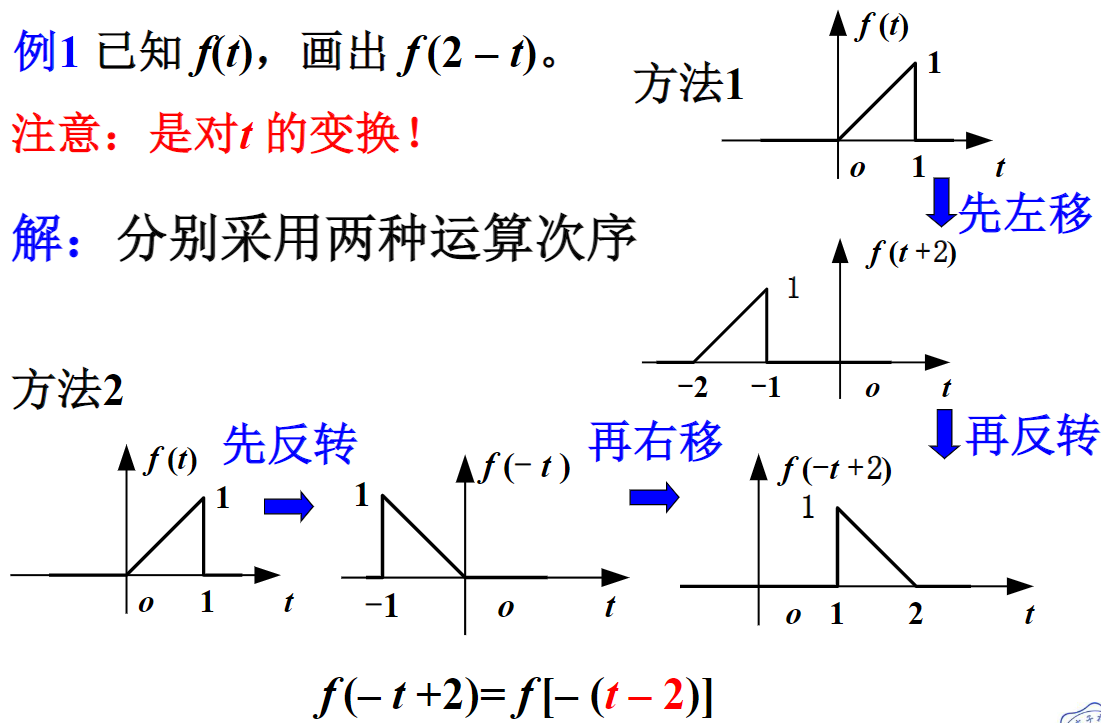 例1 已知 f(t)，画出 f (2 – t)。
注意：是对t 的变换！
解：分别采用两种运算次序
方法1
f (t)
1
o 1 t
先左移
f (t +2)
1
−2 −1 o t
再反转
方法2
f (t)
1
o 1 t
先反转
f (− t )
1
−1 o t
再右移
f (−t +2)
1
o 1 2 t
f (– t +2)= f [– (t – 2)]